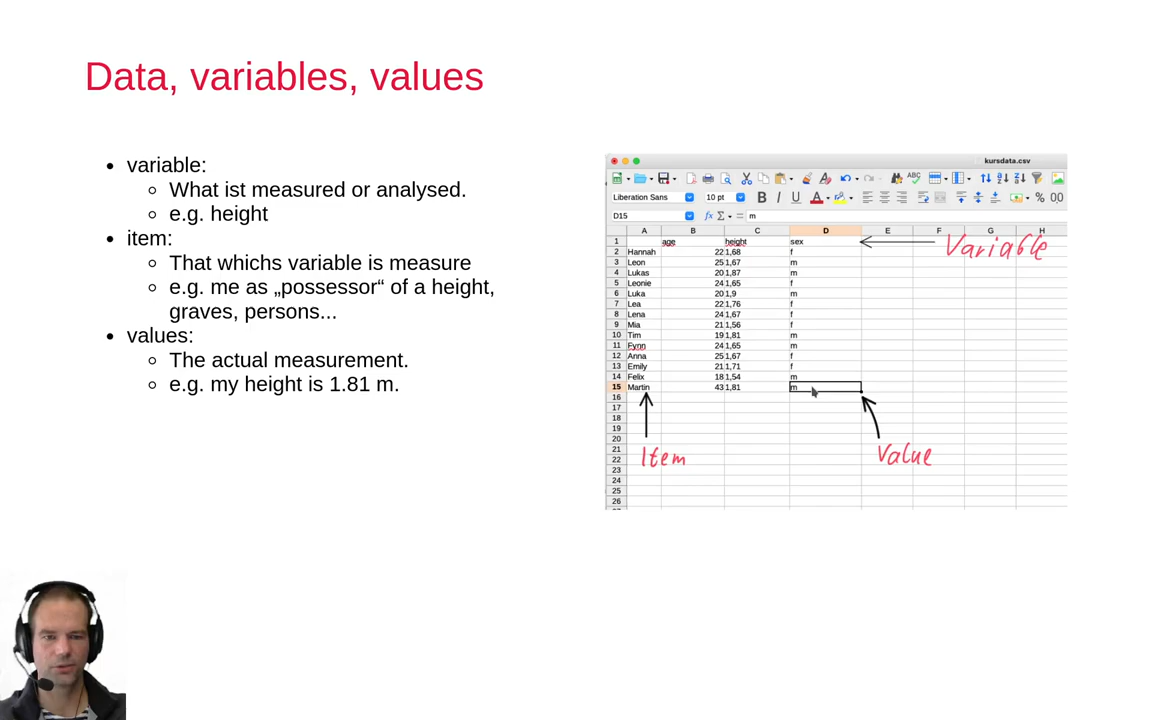 Data, variables, values
• variable:
◦ What ist measured or analysed.
◦ e.g. height
• item:
◦ That whichs variable is measure
◦ e.g. me as „possessor“ of a height,
graves, persons...
• values:
◦ The actual measurement.
◦ e.g. my height is 1.81 m.
kursdata.csv
Liberation Sans 10 pt B I U A % 00
D15 fx Σ = m
A B C D E F G H
1 age height sex
2 Hannah 22 1,68 f
3 Leon 25 1,67 m
4 Lukas 20 1,87 m
5 Leonie 24 1,65 f
6 Luka 20 1,9 m
7 Lea 22 1,76 f
8 Lena 24 1,67 f
9 Mia 21 1,56 f
10 Tim 19 1,81 m
11 Fynn 24 1,65 m
12 Anna 25 1,67 f
13 Emily 21 1,71 f
14 Felix 18 1,54 m
15 Martin 43 1,81 m
16
17
18
19
20
21
22
23
24
25
26
Variable
Item
Value